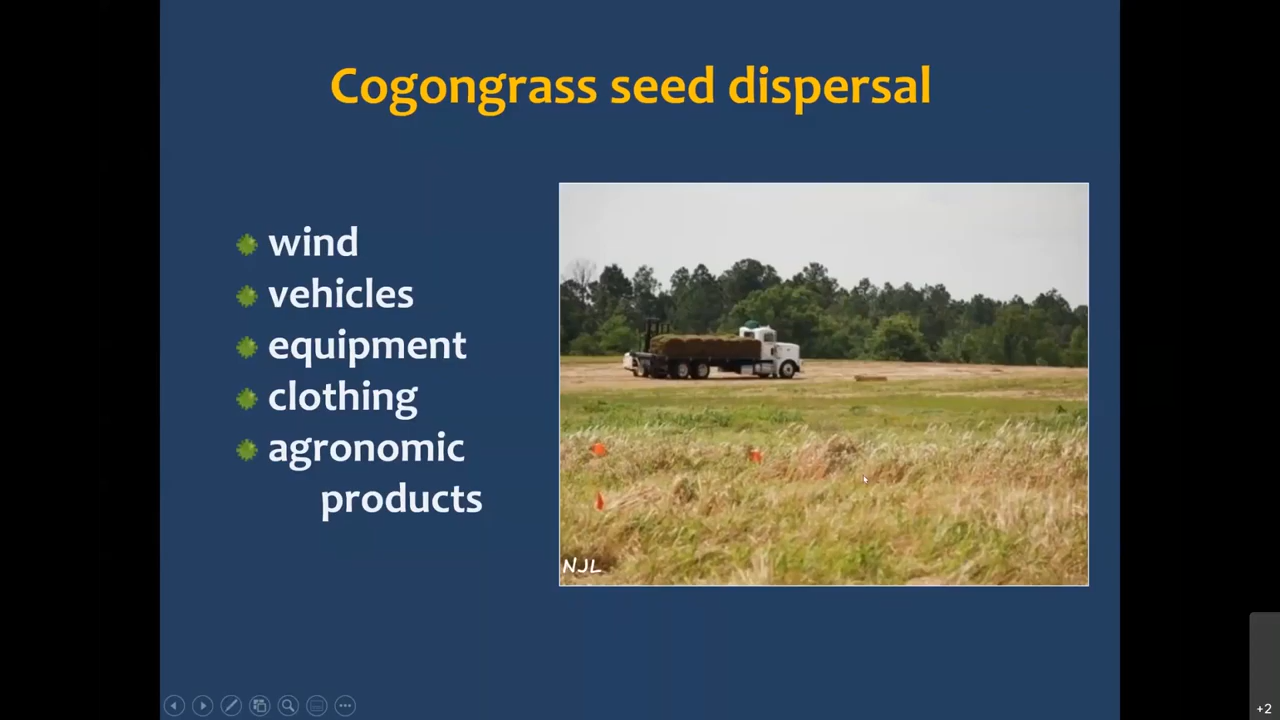 Cogongrass seed dispersal
wind
vehicles
equipment
clothing
agronomic
products
NJL
+2